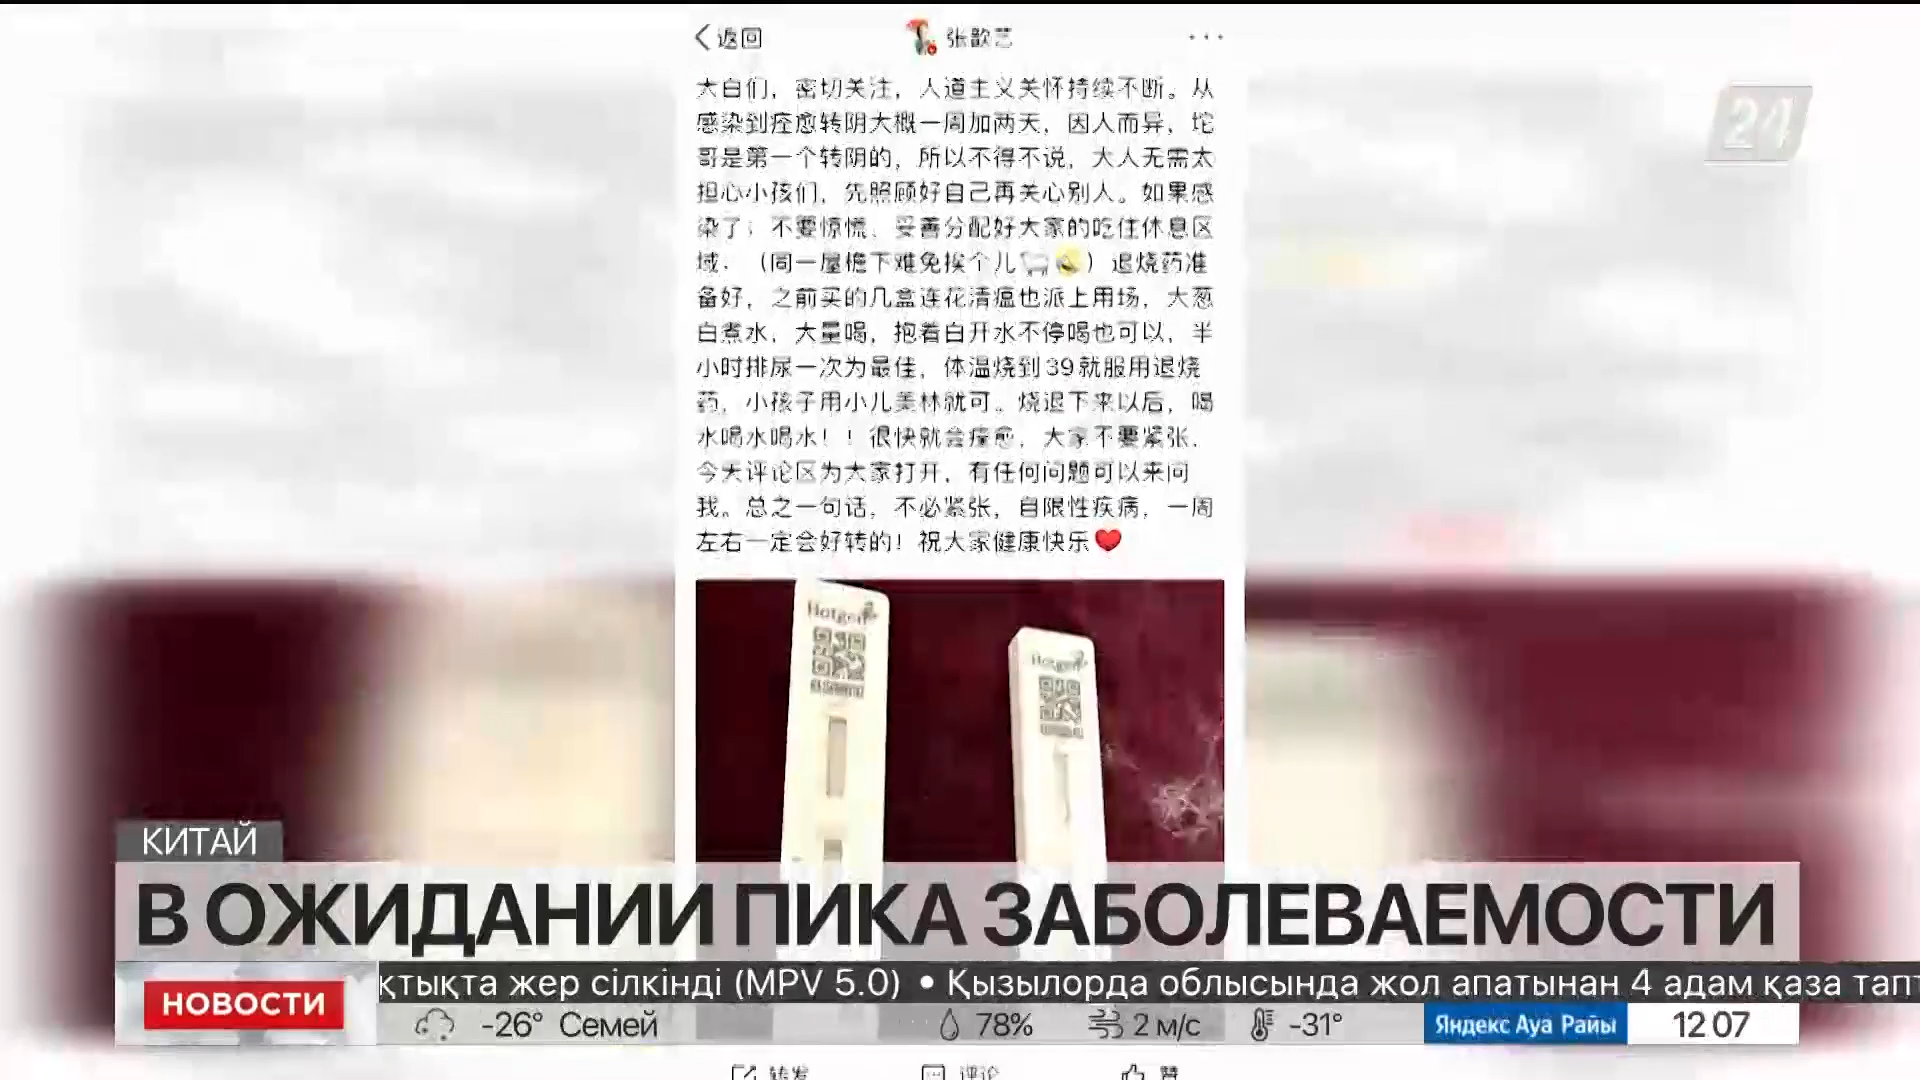 返回
张歆艺
24
大白们，密切关注，人道主义关怀持续不断。从
感染到痊愈转阴大概一周加两天，因人而异，坨
哥是第一个转阴的，所以不得不说，大人无需太
担心小孩们，先照顾好自己再关心别人。如果感
染了：不要惊慌、妥善分配好大家的吃住休息区
域．（同一屋檐下难免挨个儿🐑🤪）退烧药准
备好，之前买的几盒连花清瘟也派上用场，大葱
白煮水，大量喝，抱着白开水不停喝也可以，半
小时排尿一次为最佳，体温烧到39就服用退烧
药，小孩子用小儿美林就可。烧退下来以后，喝
水喝水喝水！！很快就会痊愈，大家不要紧张．
今天评论区为大家打开，有任何问题可以来问
我。总之一句话，不必紧张，自限性疾病，一周
左右一定会好转的！祝大家健康快乐❤
Hotgen
Hotgen
КИТАЙ
В ОЖИДАНИИ ПИКА ЗАБОЛЕВАЕМОСТИ
НОВОСТИ
қтықта жер сілкінді (MPV 5.0) • Қызылорда облысында жол апатынан 4 адам қаза тапт
-26° Семей 78% 2 м/с -31° Яндекс Ауа Райы 12 07
转发 评论 赞